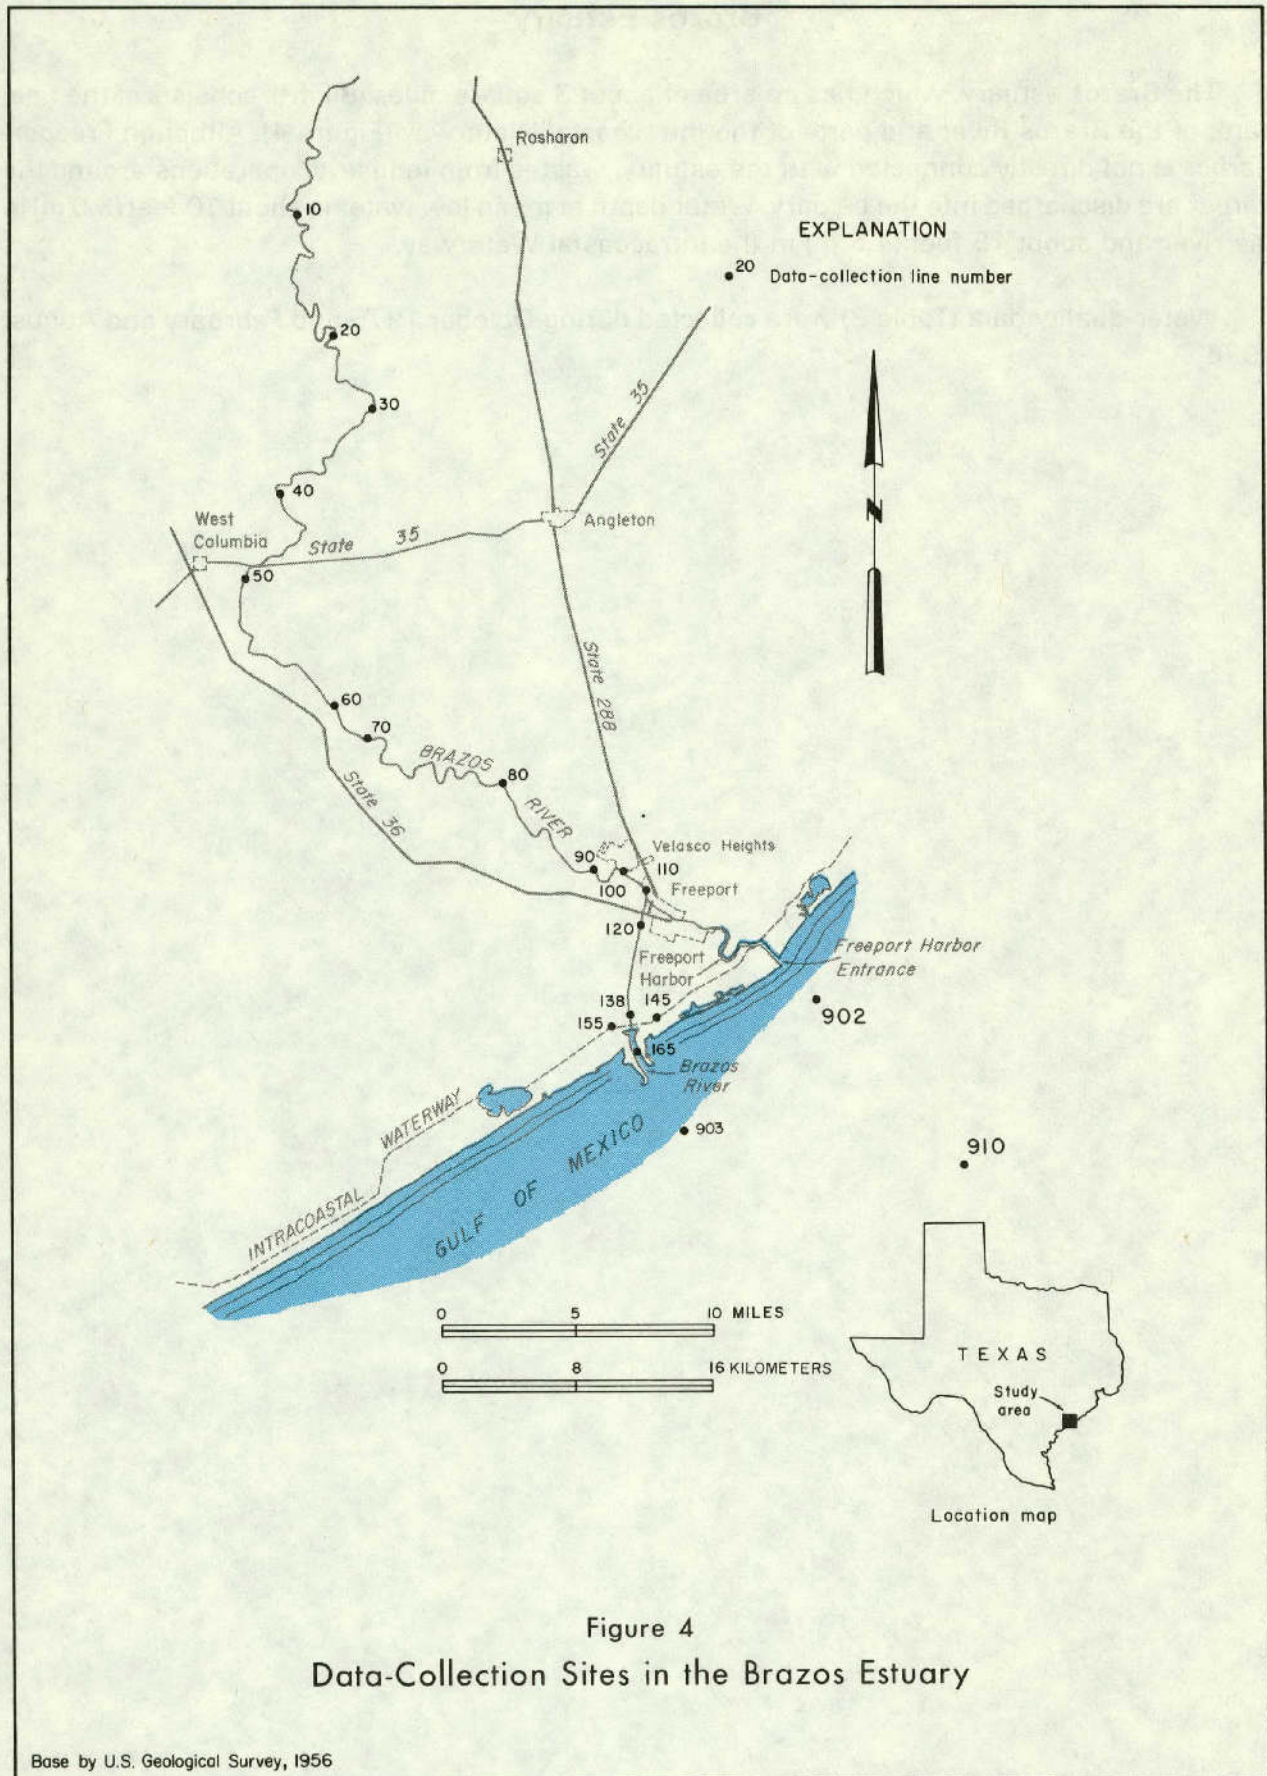 Rosharon
10
EXPLANATION
20 Data-collection line number
20
State 35
30
40
West
Columbia
State 35
Angleton
50
State 288
60
70
BRAZOS
80
State 36
RIVER
Velasco Heights
90
110
100
Freeport
120
Freeport Harbor
Entrance
Freeport
Harbor
138
145
902
155
165
Brazos
River
WATERWAY
903
GULF OF MEXICO
910
INTRACOASTAL
N
0 5 10 MILES
0 8 16 KILOMETERS
TEXAS
Study
area
Location map
Figure 4
Data-Collection Sites in the Brazos Estuary
Base by U.S. Geological Survey, 1956